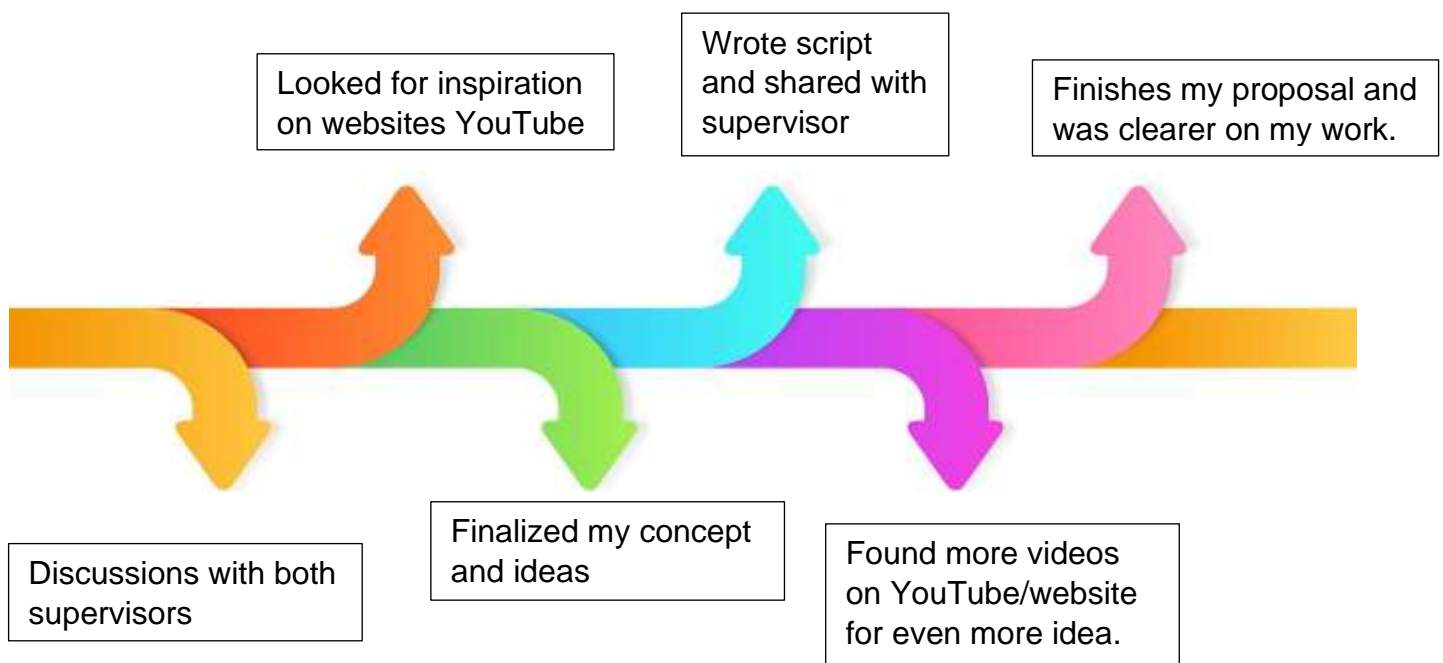 Wrote script
and shared with
supervisor
Looked for inspiration
on websites YouTube
Finishes my proposal and
was clearer on my work.
Discussions with both
supervisors
Finalized my concept
and ideas
Found more videos
on YouTube/website
for even more idea.